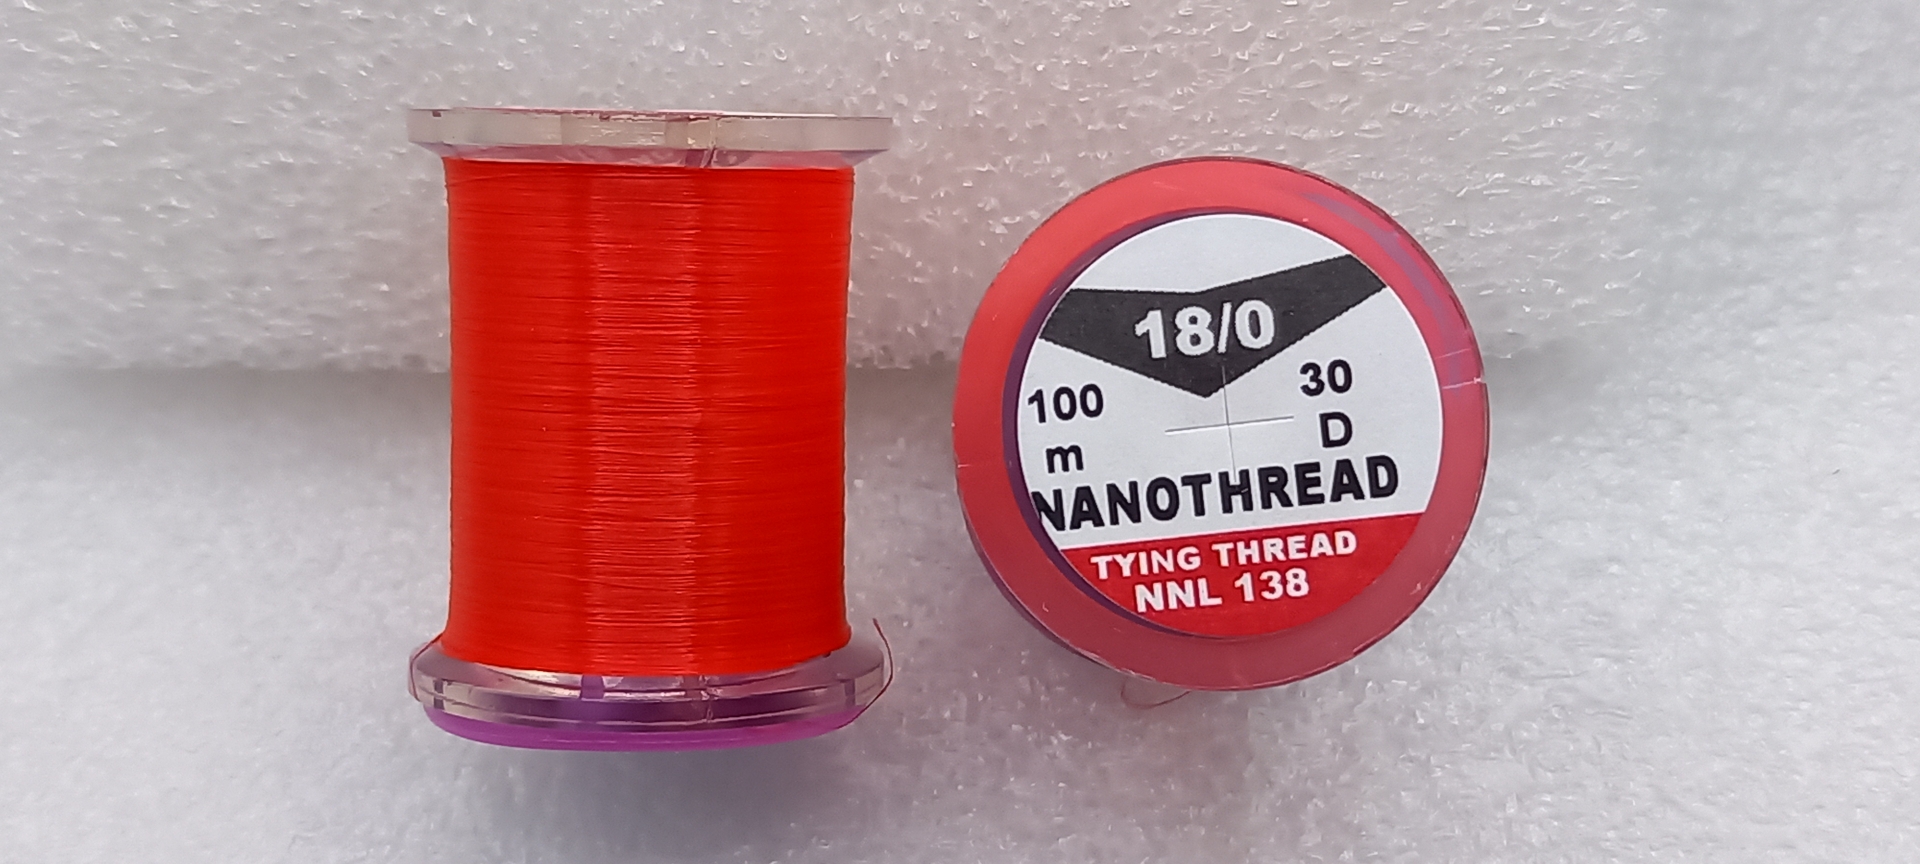 18/0
100 30
m D
NANOTHREAD
TYING THREAD
NNL 138